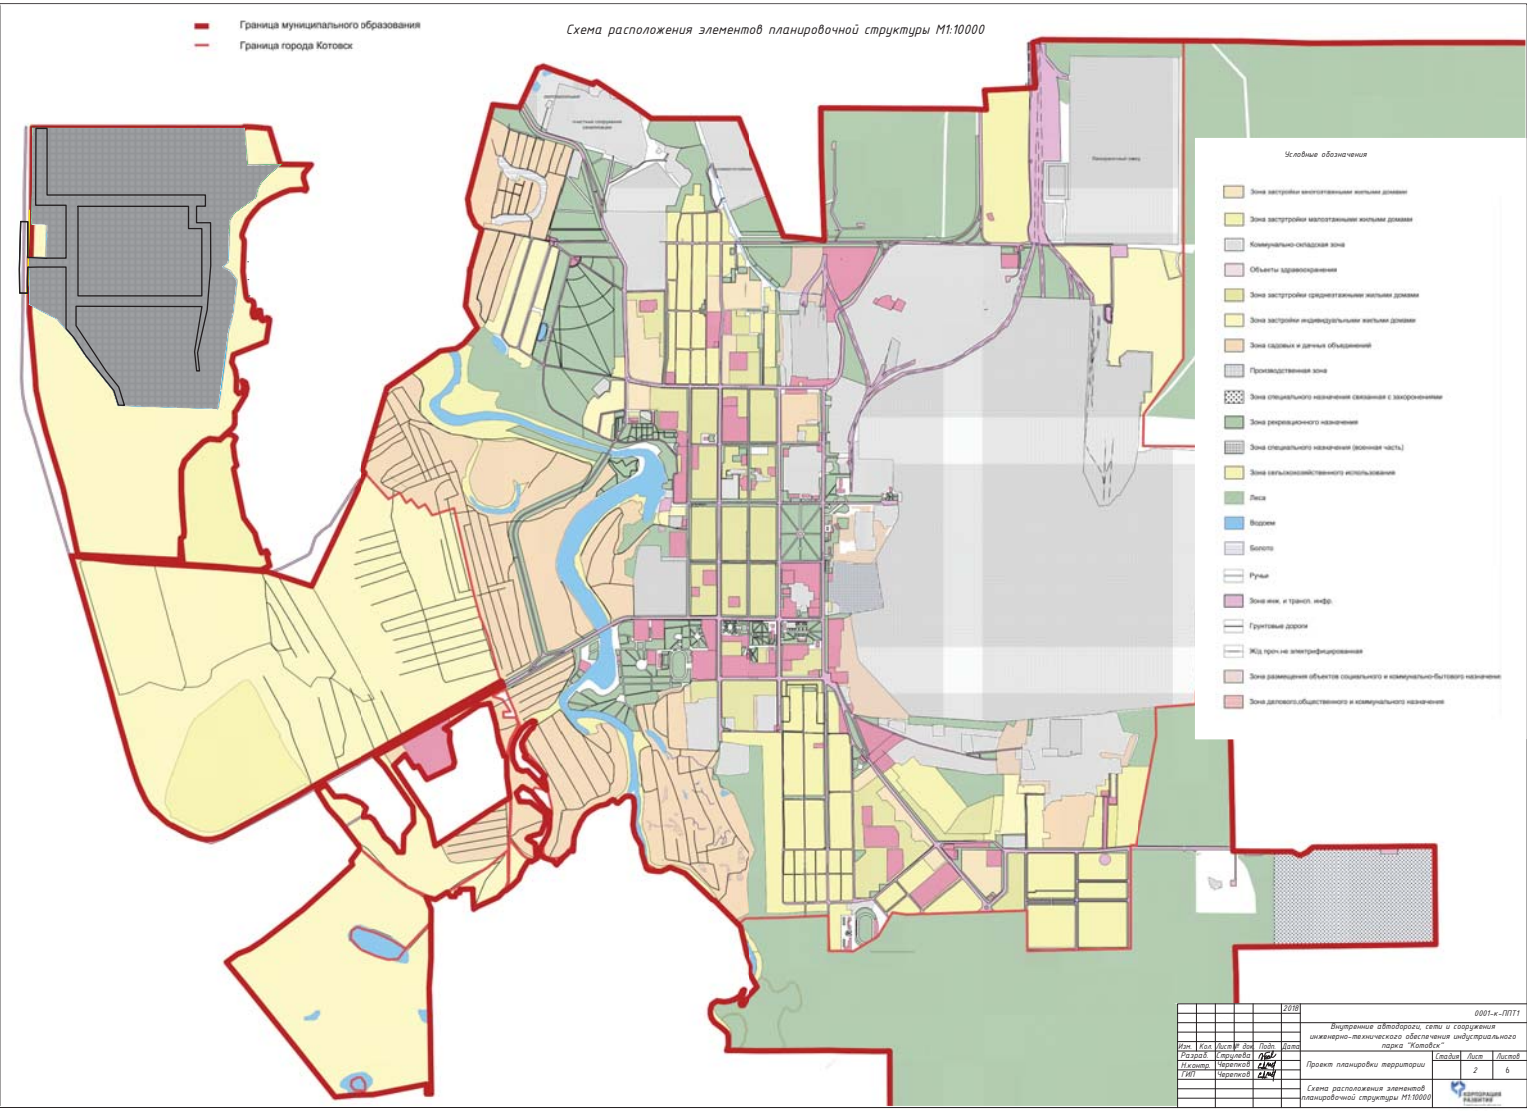 Граница муниципального образования
Граница города Котовск
Схема расположения элементов планировочной структуры М1:10000
Условные обозначения
Зона застройки многоэтажными жилыми домами
Зона застртройки малоэтажными жилыми домами
Коммунально-складская зона
Объекты здравоохранения
Зона застртройки среднеэтажными жилыми домами
Зона застройки индивидуальными жилыми домами
Зона садовых и дачных объединений
Производственная зона
Зона специального назначения связанная с захоронениями
Зона рекреационного назначения
Зона специального назначения (военная часть)
Зона сельскохозяйственного использования
Леса
Водоем
Болото
Ручьи
Зона инж. и трансп. инфр.
Грунтовые дороги
Ж/д проч.не электрифицированная
Зона размещения объектов социального и коммунально-бытового назначени
Зона делового,общественного и коммунального назначения
2018
0001-к-ППТ1
Внутренние автодороги, сети и сооружения
инженерно-технического обеспечения индустриального
парка "Котовск"
Изм. Кол. Лист № док Подп. Дата
Разраб. Струлева
Н.контр. Черепков
ГИП Черепков
Проект планировки территории
Стадия Лист Листов
2 6
Схема расположения элементов
планировочной структуры М1:10000
КОРПОРАЦИЯ
РАЗВИТИЯ